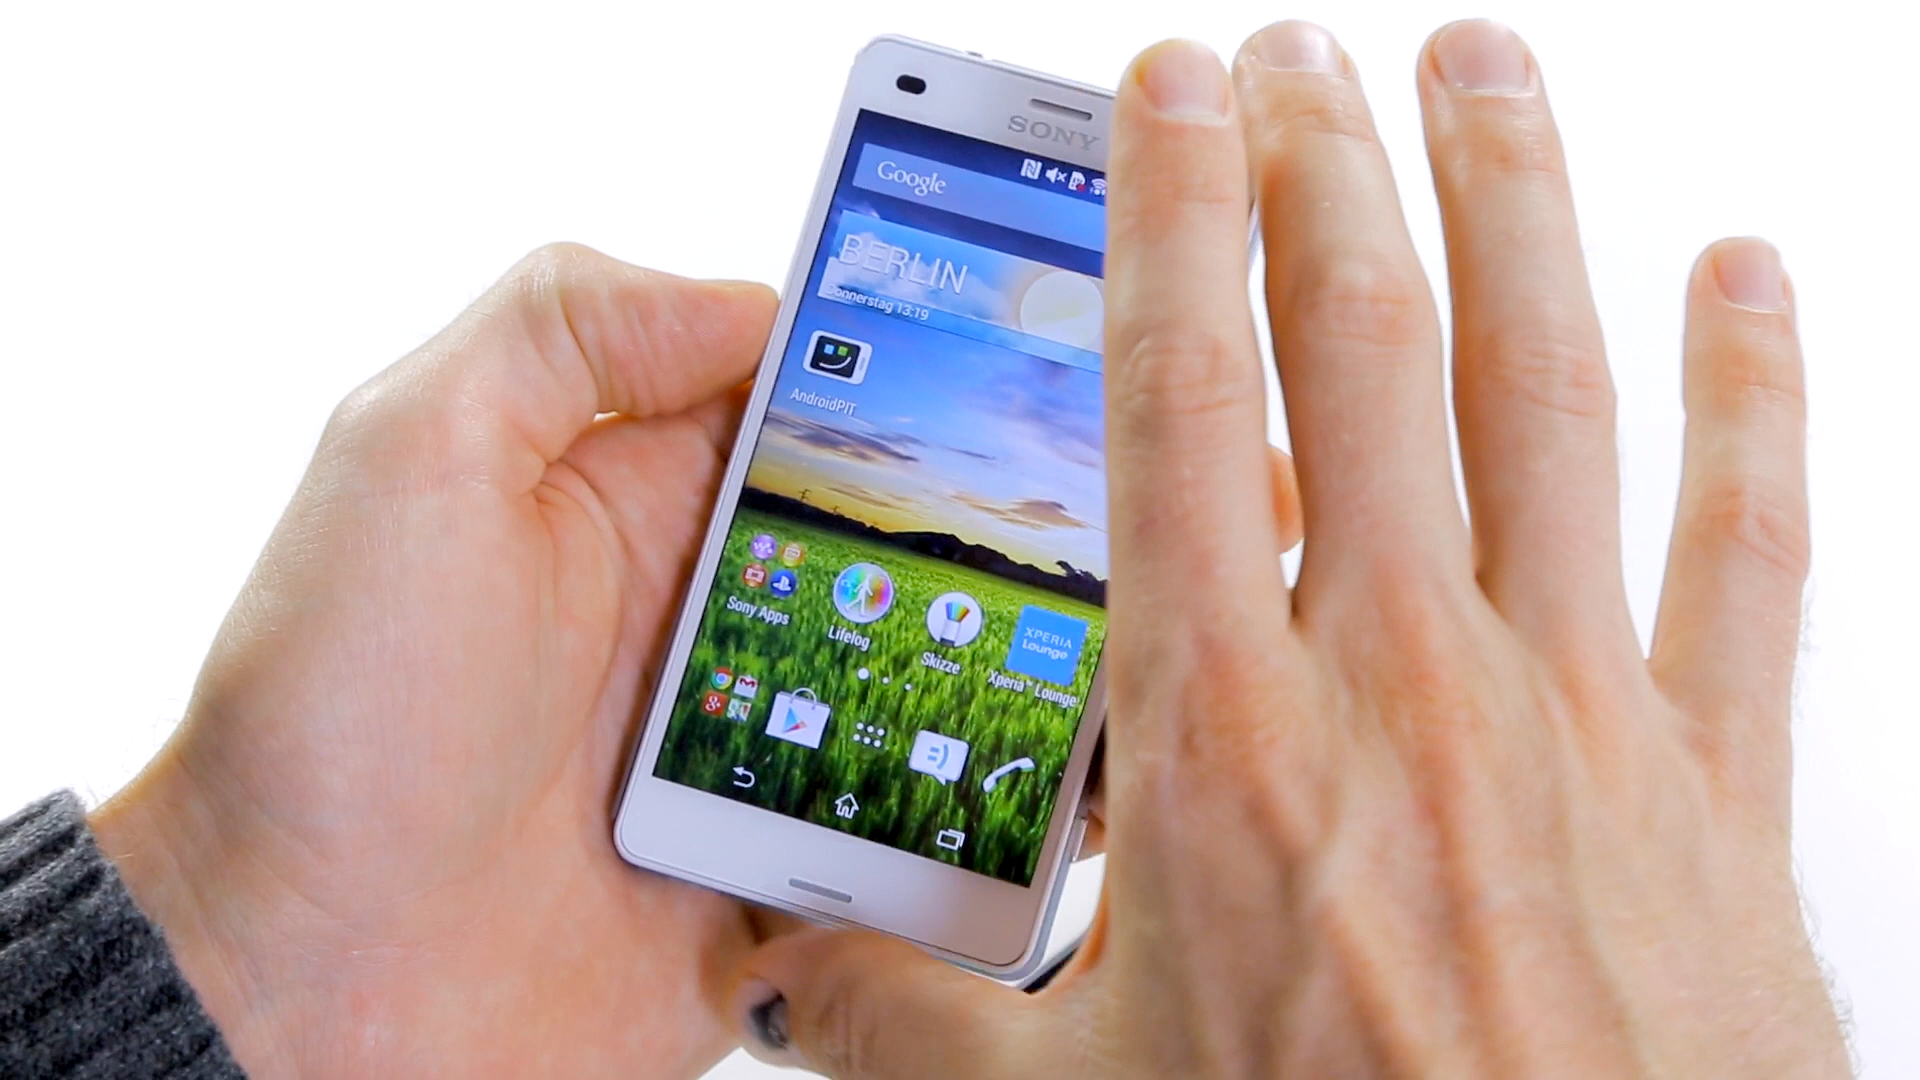 SONY
Google
BERLIN
Donnerstag 13:19
AndroidPIT
Sony Apps
Lifelog
Skizze
XPERIA
Lounge
Xperia™ Lounge